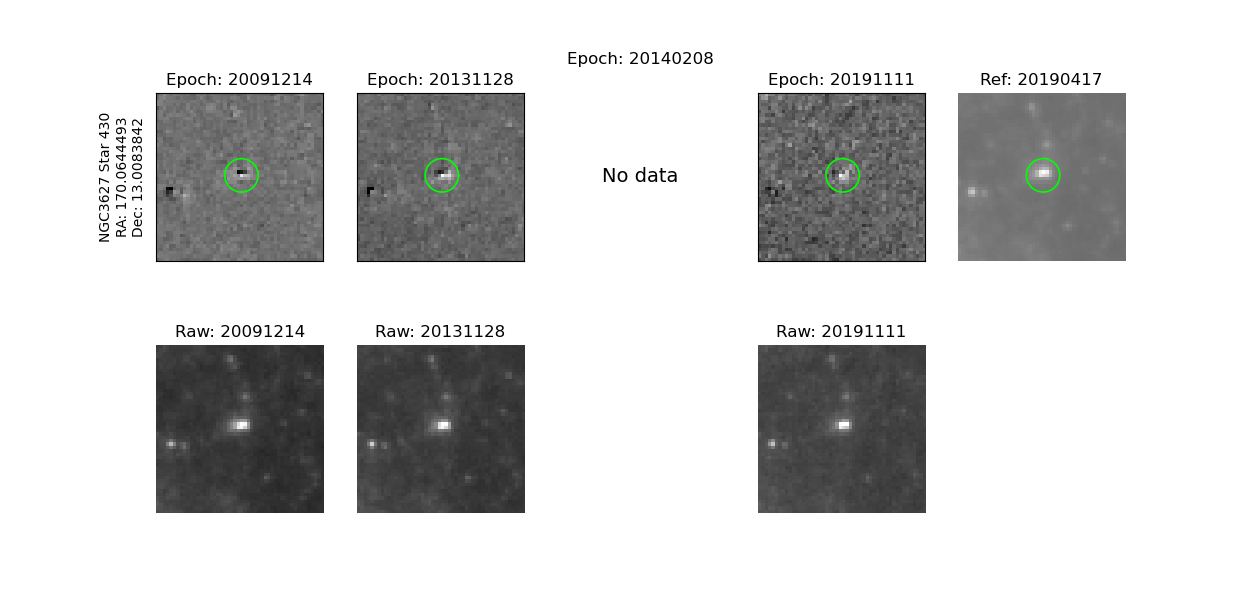 Epoch: 20140208
Epoch: 20091214
Epoch: 20131128
Epoch: 20191111
Ref: 20190417
NGC3627 Star 430
RA: 170.0644493
Dec: 13.0083842
No data
Raw: 20091214
Raw: 20131128
Raw: 20191111